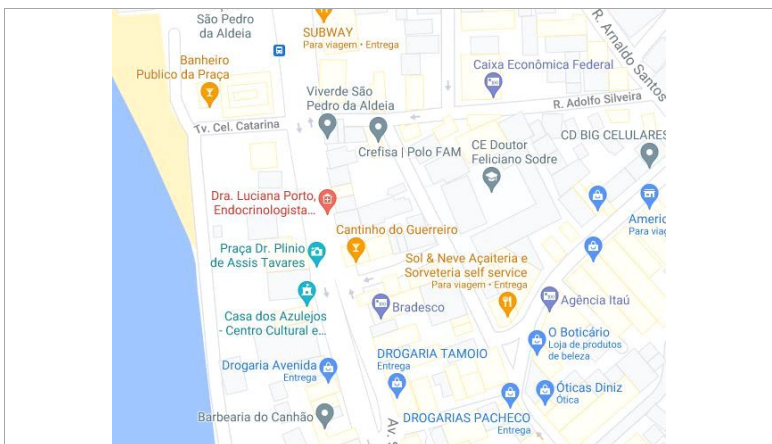 São Pedro
da Aldeia
SUBWAY
Para viagem • Entrega
Banheiro
Publico da Praça
Caixa Econômica Federal
R. Arnaldo Santos
Viverde São
Pedro da Aldeia
R. Adolfo Silveira
Tv. Cel. Catarina
Crefisa | Polo FAM
CE Doutor
Feliciano Sodre
CD BIG CELULARES
Dra. Luciana Porto,
Endocrinologista...
Cantinho do Guerreiro
Americ
Para viag
Praça Dr. Plinio
de Assis Tavares
Sol & Neve Açaiteria e
Sorveteria self service
Para viagem • Entrega
Casa dos Azulejos
- Centro Cultural e...
Bradesco
Agência Itaú
O Boticário
Loja de produtos
de beleza
Drogaria Avenida
Entrega
DROGARIA TAMOIO
Entrega
Óticas Diniz
Ótica
Barbearia do Canhão
DROGARIAS PACHECO
Entrega
Av. s